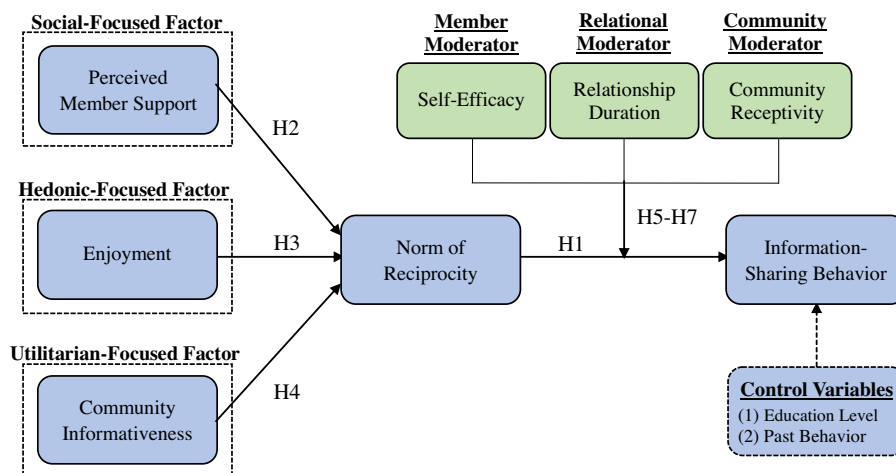 Social-Focused Factor
Perceived
Member Support
H2
Hedonic-Focused Factor
Enjoyment
H3
Utilitarian-Focused Factor
Community
Informativeness
H4
Norm of
Reciprocity
H1
Member
Moderator
Self-Efficacy
Relational
Moderator
Relationship
Duration
Community
Moderator
Community
Receptivity
H5-H7
Information-
Sharing Behavior
Control Variables
(1) Education Level
(2) Past Behavior